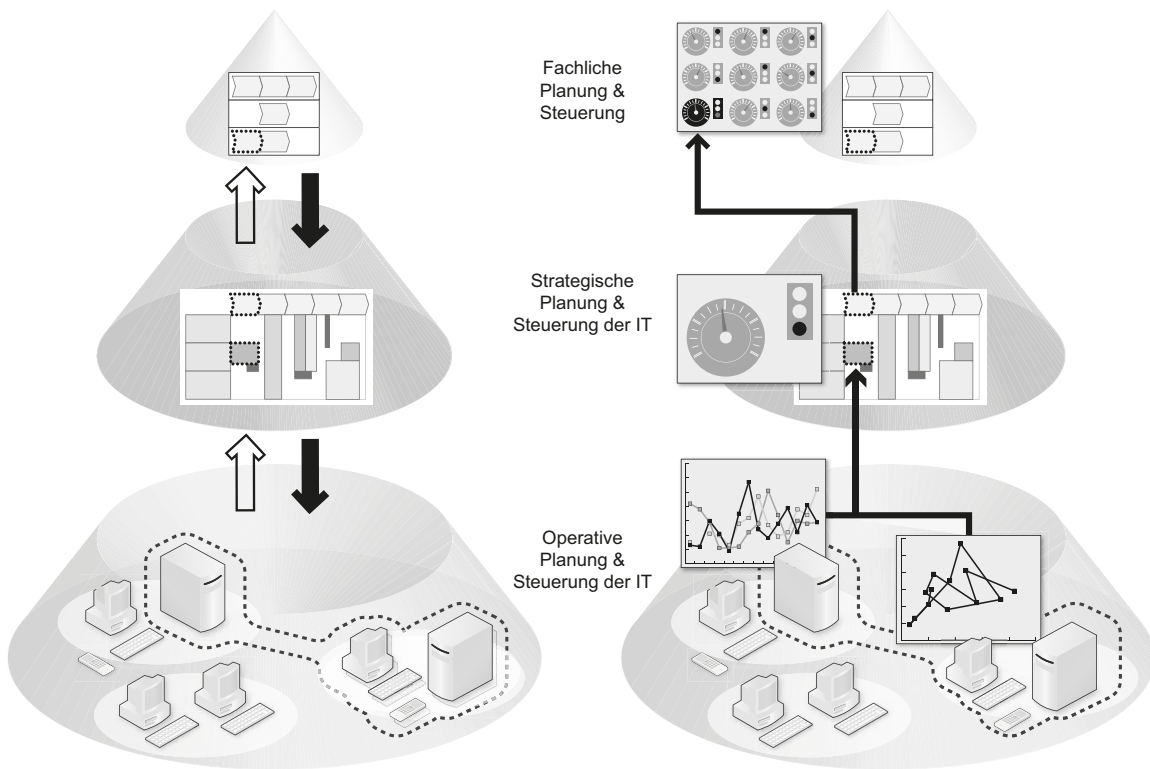 Fachliche
Planung &
Steuerung
Strategische
Planung &
Steuerung der IT
Operative
Planung &
Steuerung der IT